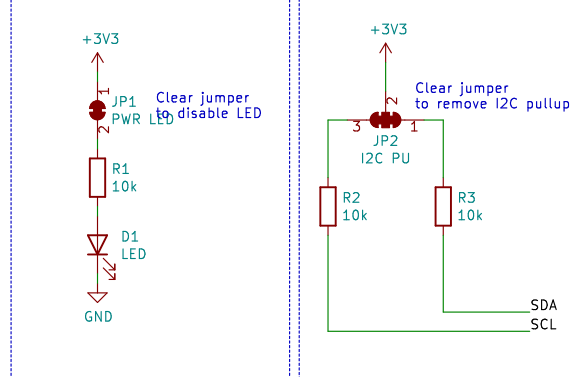 +3V3
1
JP1
PWR LED
2
Clear jumper
to disable LED
R1
10k
D1
LED
GND
+3V3
Clear jumper
to remove I2C pullup
2
3
1
JP2
I2C PU
R2
10k
R3
10k
SDA
SCL